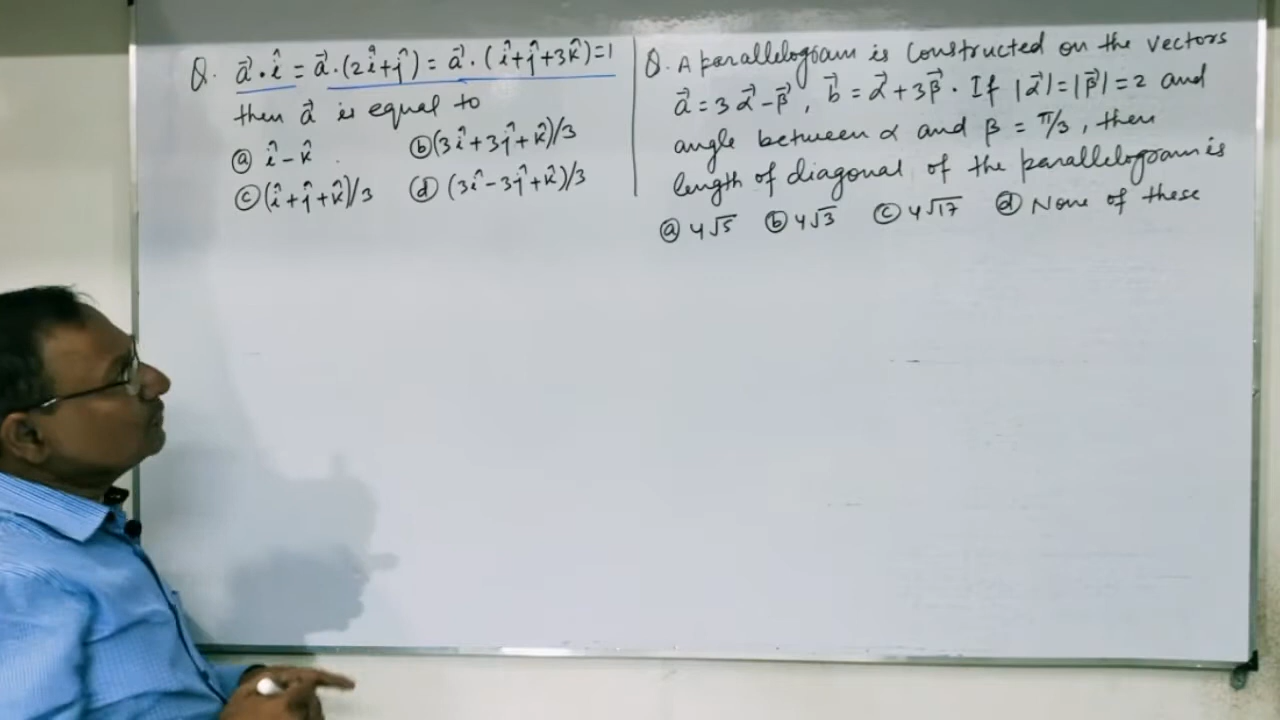 Q. a⃗·î = a⃗·(2î+ĵ) = a⃗·(î+ĵ+3k̂)=1
then a⃗ is equal to
ⓐ î-k̂ ⓑ (3î+3ĵ+k̂)/3
ⓒ (î+ĵ+k̂)/3 ⓓ (3î-3ĵ+k̂)/3
Q. A parallelogram is constructed on the vectors
a⃗=3α⃗-β⃗, b⃗=α⃗+3β⃗. If |α⃗|=|β⃗|=2 and
angle between α and β = π/3, then
length of diagonal of the parallelogram is
ⓐ 4√5 ⓑ 4√3 ⓒ 4√17 ⓓ None of these